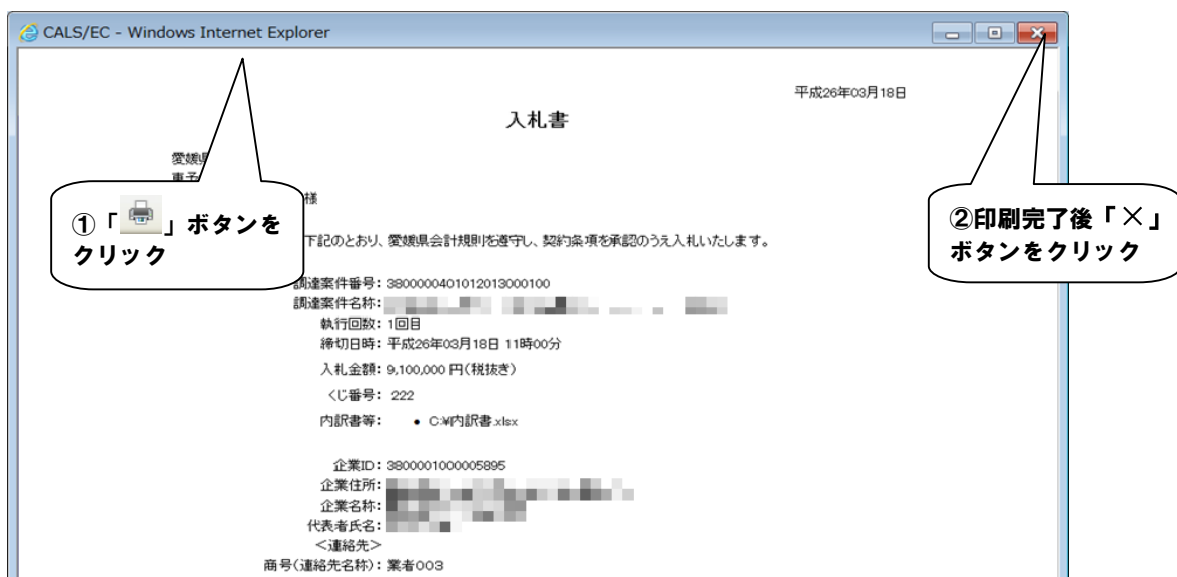 CALS/EC - Windows Internet Explorer
平成26年03月18日
入札書
愛媛県
様
①「 」ボタンを
クリック
②印刷完了後「×」
ボタンをクリック
下記のとおり、愛媛県会計規則を遵守し、契約条項を承認のうえ入札いたします。
調達案件番号: 3800000401012013000100
調達案件名称:
執行回数: 1回目
締切日時: 平成26年03月18日 11時00分
入札金額: 9,100,000 円(税抜き)
くじ番号: 222
内訳書等: • C:¥内訳書.xlsx
企業ID: 3800001000005895
企業住所:
企業名称:
代表者氏名:
<連絡先>
商号(連絡先名称): 業者003